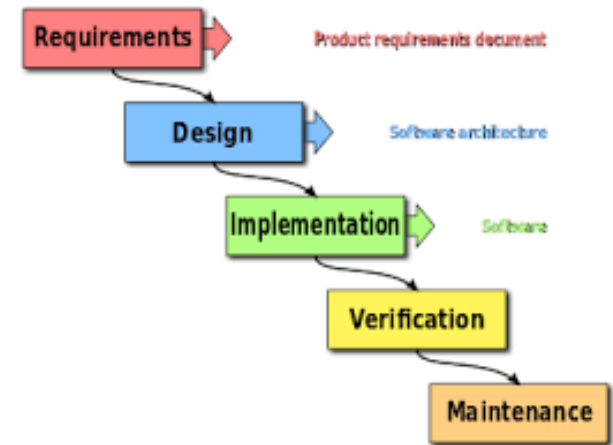 Requirements
Product requirements document
Design
Software architecture
Implementation
Software
Verification
Maintenance